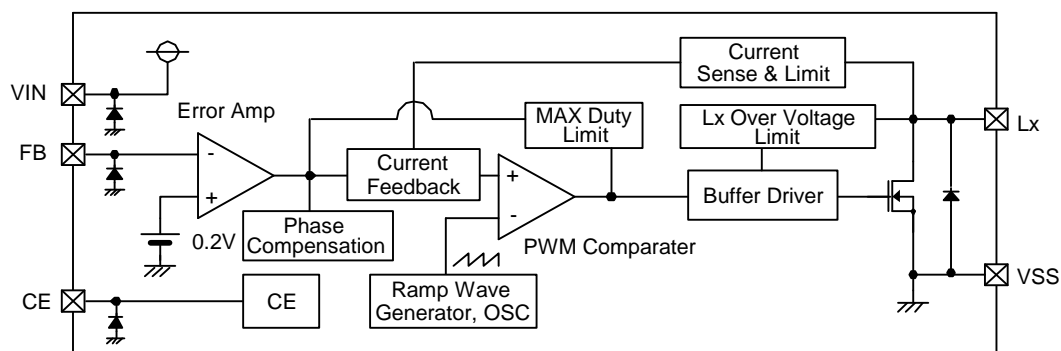 Current
Sense & Limit
VIN
Error Amp
MAX Duty
Limit
Lx Over Voltage
Limit
Lx
FB
-
+
Current
Feedback
+
-
Buffer Driver
0.2V
Phase
Compensation
PWM Comparater
CE
CE
Ramp Wave
Generator, OSC
VSS